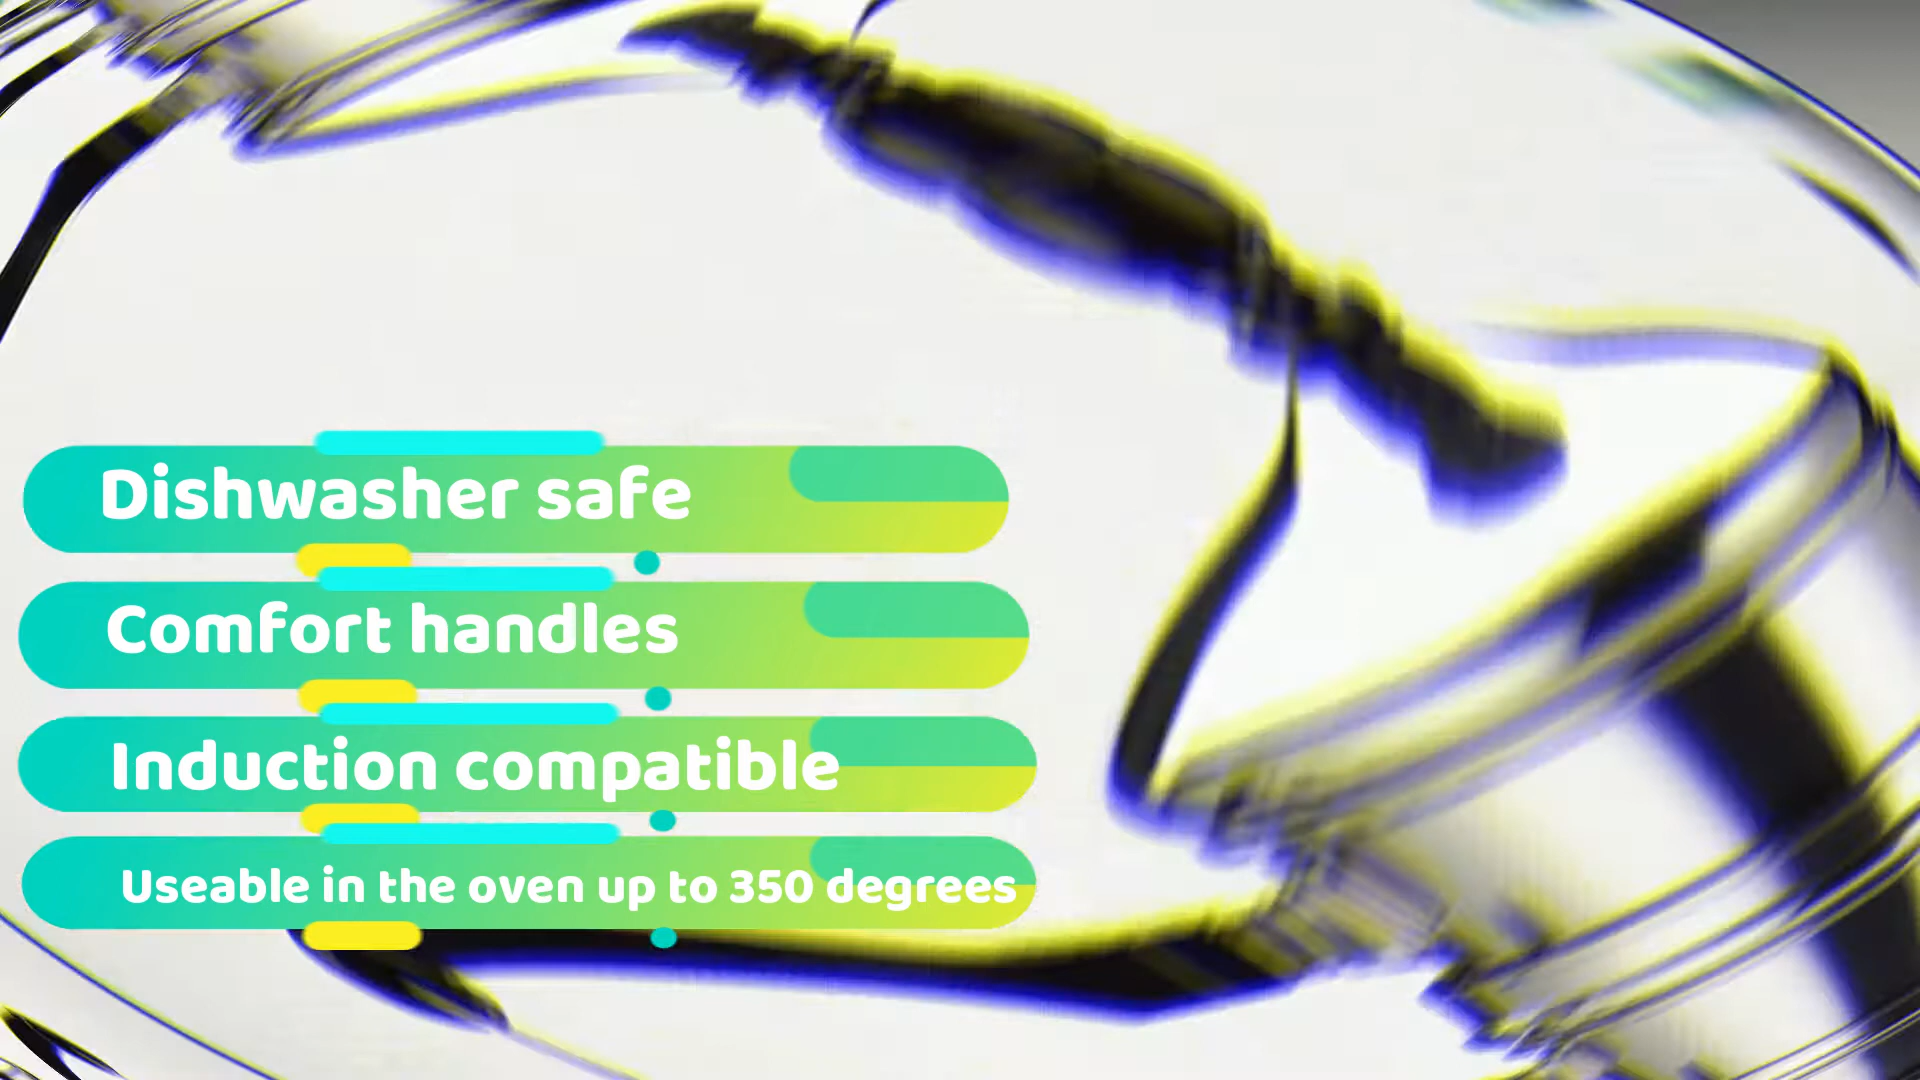 Dishwasher safe
Comfort handles
Induction compatible
Useable in the oven up to 350 degrees